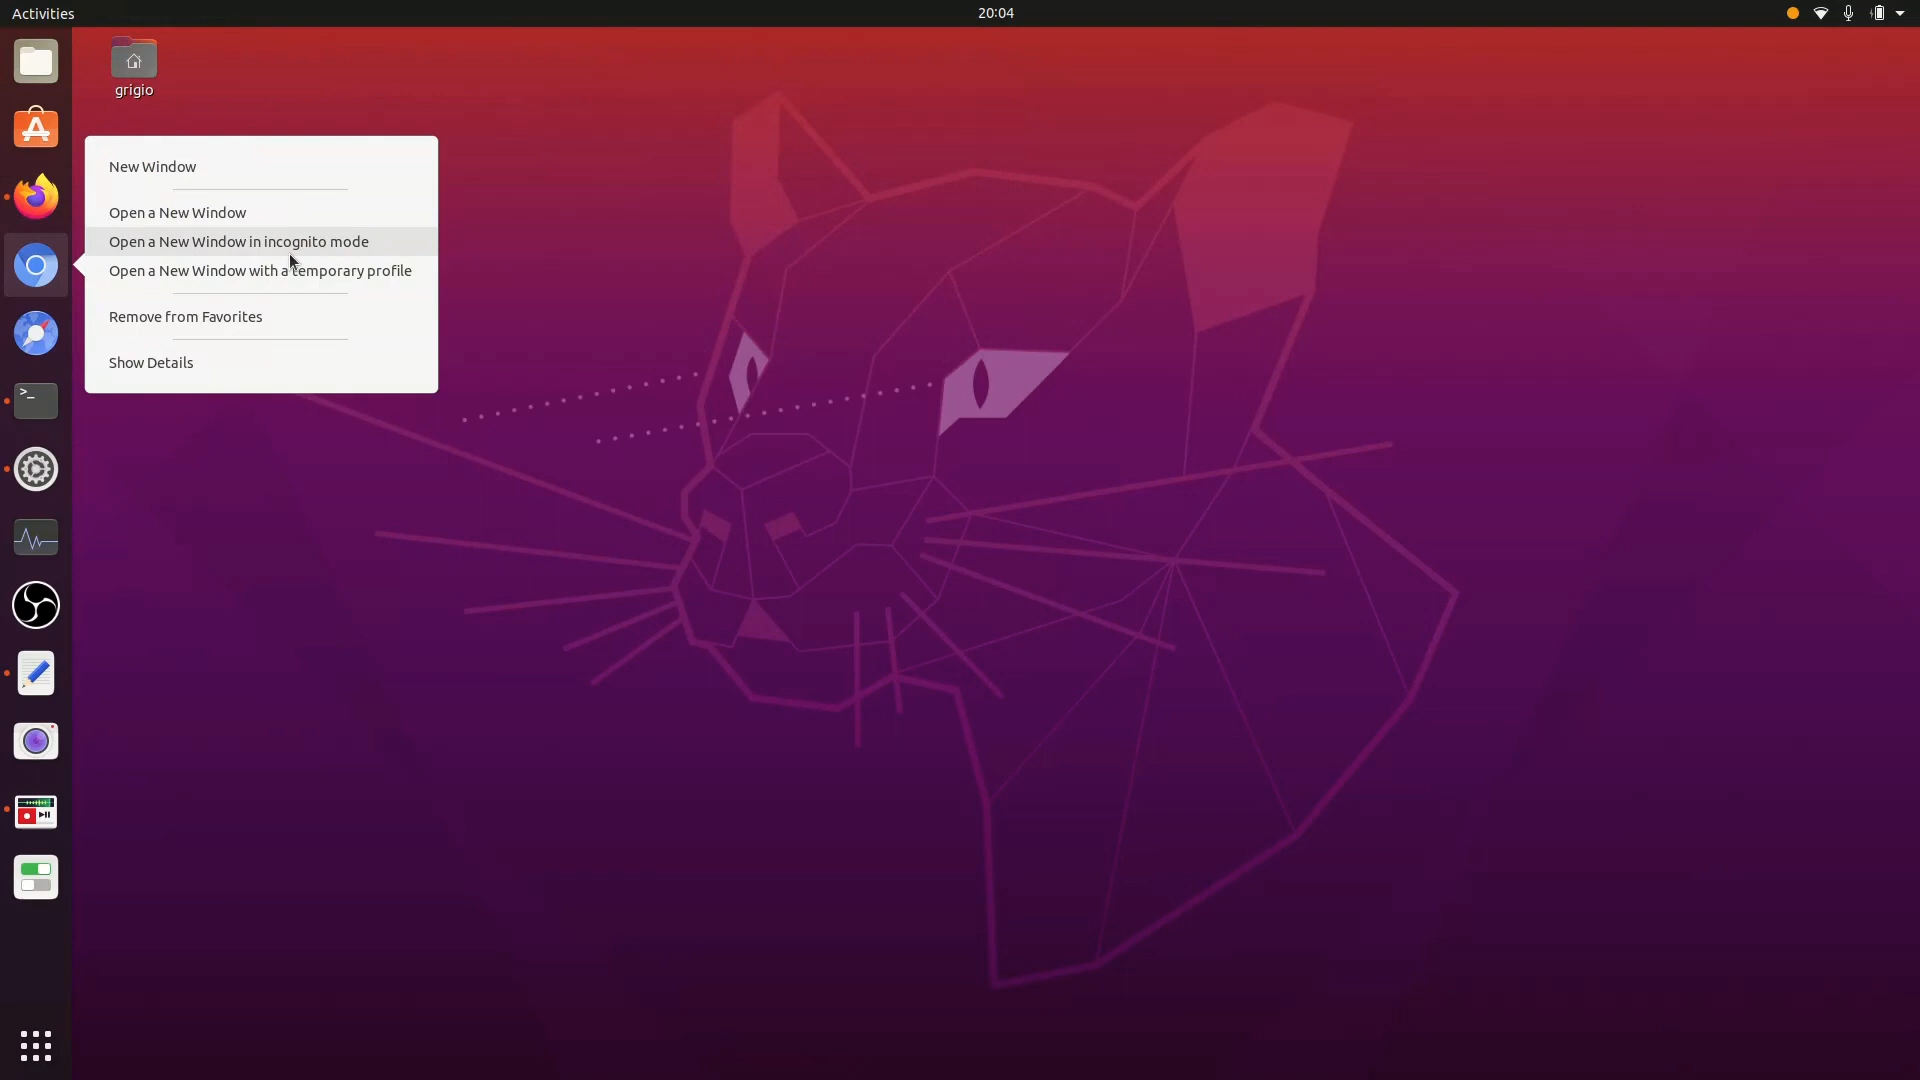 Activities
20:04
grigio
New Window
Open a New Window
Open a New Window in incognito mode
Open a New Window with a temporary profile
Remove from Favorites
Show Details
>_